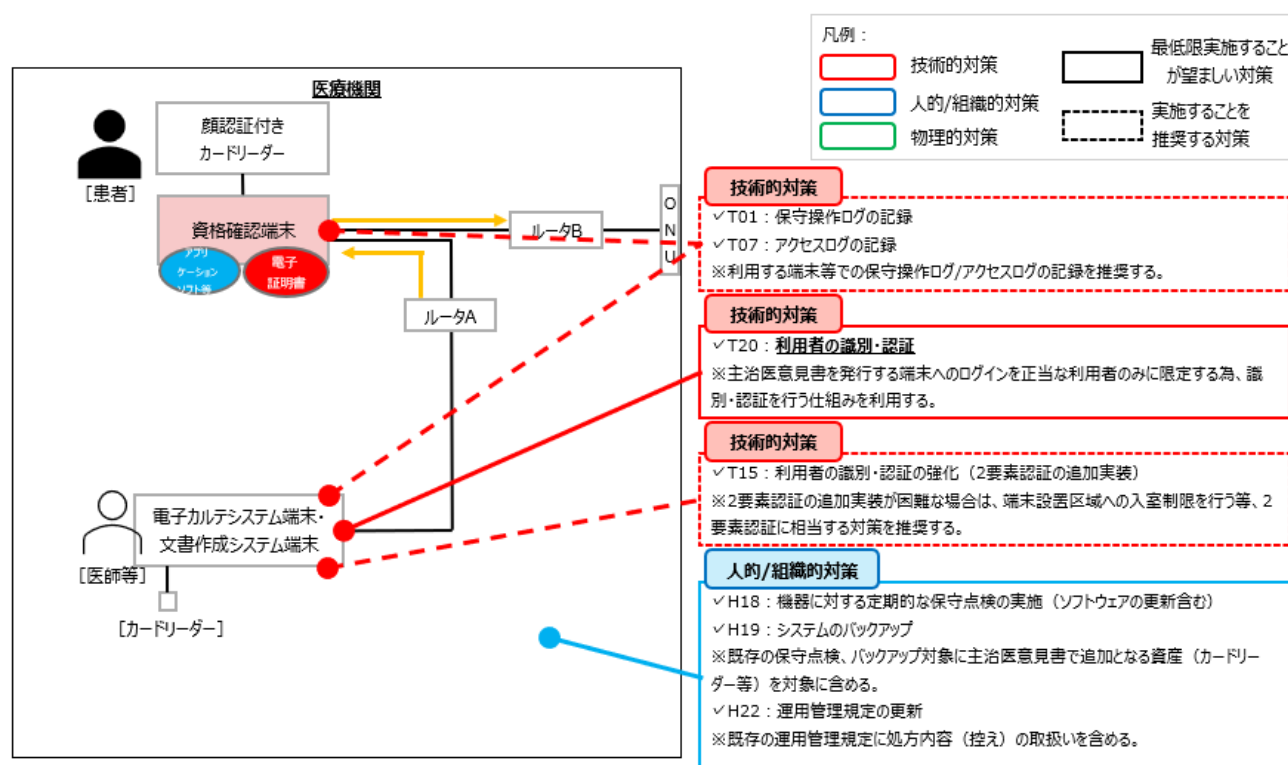 凡例：
技術的対策
人的/組織的対策
物理的対策
最低限実施すること
が望ましい対策
実施することを
推奨する対策
医療機関
顔認証付き
カードリーダー
[患者]
資格確認端末
アプリ
ケーション
ソフト等
電子
証明書
ルータB
O
N
U
ルータA
電子カルテシステム端末・
文書作成システム端末
[医師等]
[カードリーダー]
技術的対策
✓T01：保守操作ログの記録
✓T07：アクセスログの記録
※利用する端末等での保守操作ログ/アクセスログの記録を推奨する。
技術的対策
✓T20：利用者の識別・認証
※主治医意見書を発行する端末へのログインを正当な利用者のみに限定する為、識
別・認証を行う仕組みを利用する。
技術的対策
✓T15：利用者の識別・認証の強化（2要素認証の追加実装）
※2要素認証の追加実装が困難な場合は、端末設置区域への入室制限を行う等、2
要素認証に相当する対策を推奨する。
人的/組織的対策
✓H18：機器に対する定期的な保守点検の実施（ソフトウェアの更新含む）
✓H19：システムのバックアップ
※既存の保守点検、バックアップ対象に主治医意見書で追加となる資産（カードリー
ダー等）を対象に含める。
✓H22：運用管理規定の更新
※既存の運用管理規定に処方内容（控え）の取扱いを含める。